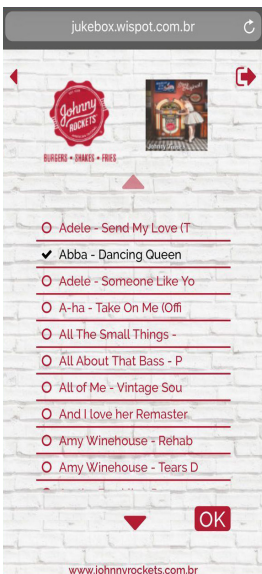 jukebox.wispot.com.br
Johnny
ROCKETS
BURGERS • SHAKES • FRIES
Adele - Send My Love (T
Abba - Dancing Queen
Adele - Someone Like Yo
A-ha - Take On Me (Offi
All The Small Things -
All About That Bass - P
All of Me - Vintage Sou
And I love her Remaster
Amy Winehouse - Rehab
Amy Winehouse - Tears D
OK
www.johnnyrockets.com.br